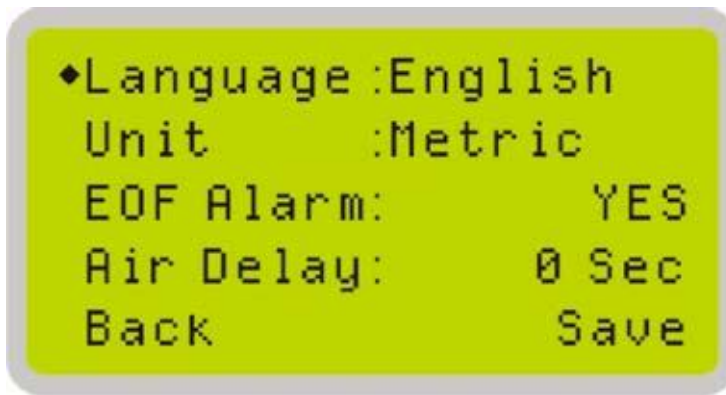 ◆Language:English
Unit :Metric
EOF Alarm: YES
Air Delay: 0 Sec
Back Save